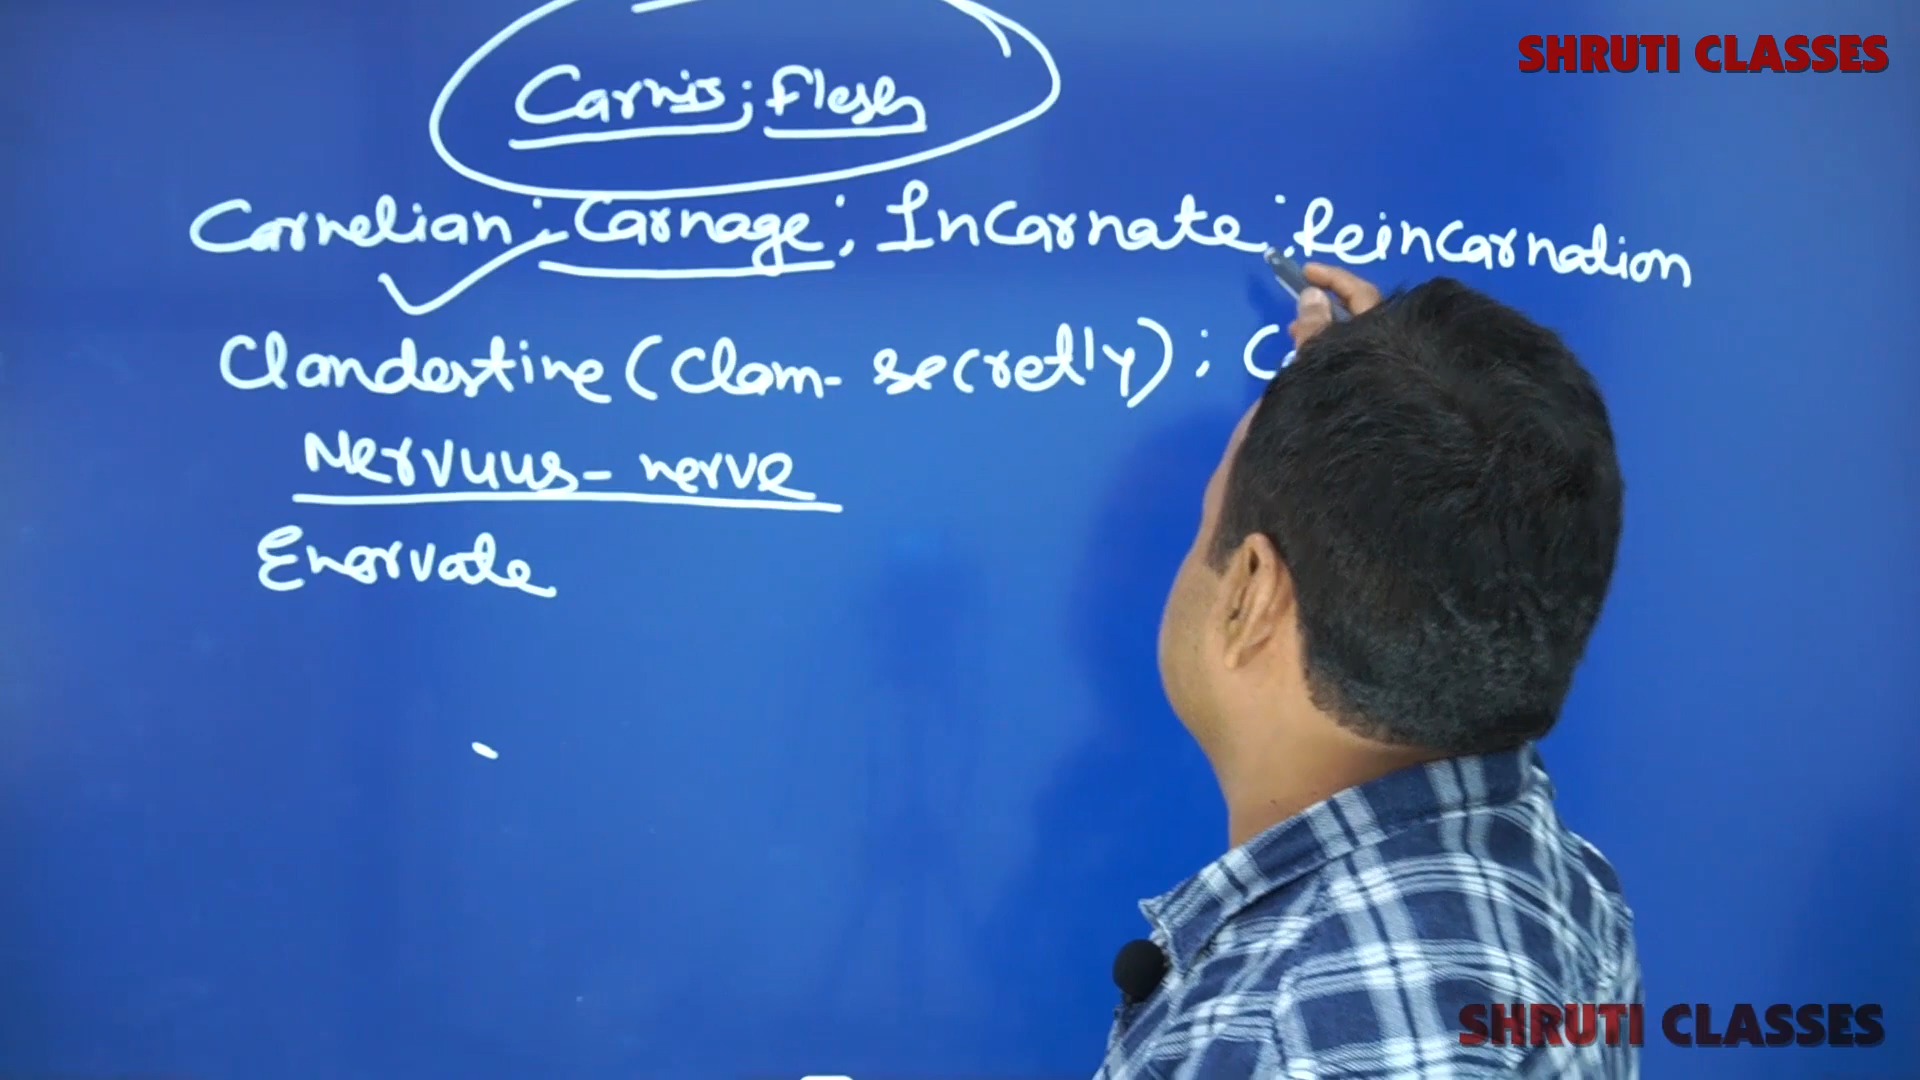 SHRUTI CLASSES
Carnis; flesh
Carnelian; Carnage; Incarnate; Reincarnation
Clandestine (Clam- secretly); C
Nervuus - nerve
Enervate
SHRUTI CLASSES